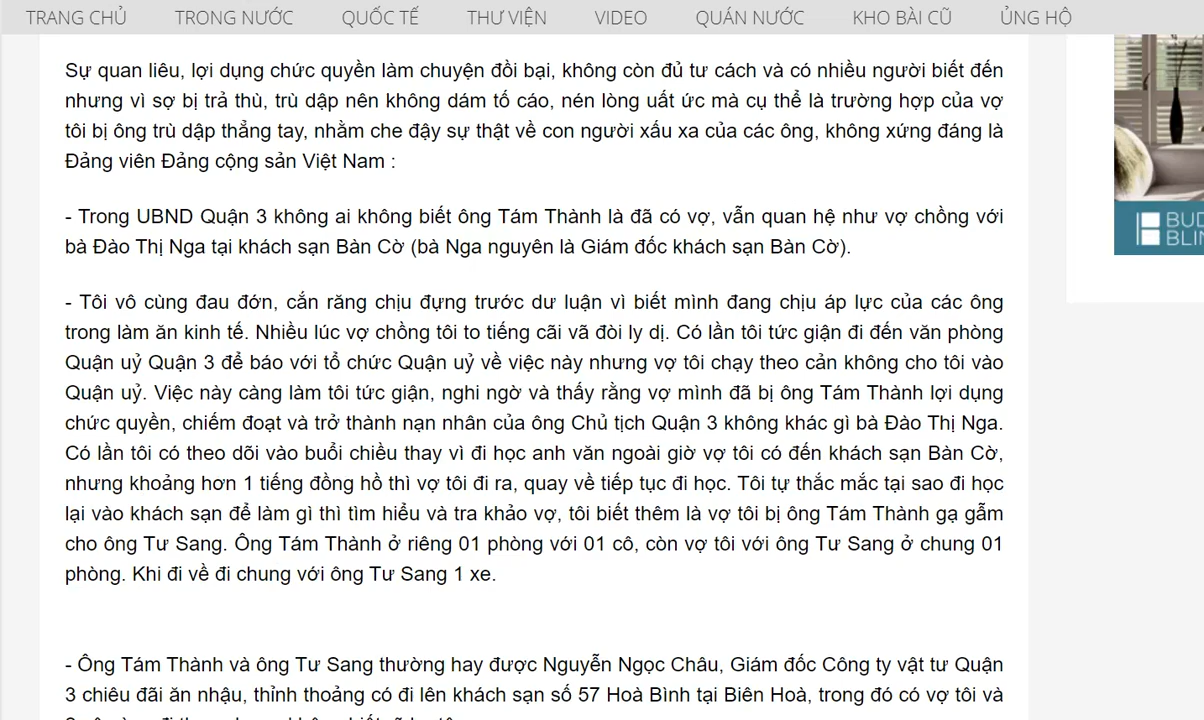 TRANG CHỦ TRONG NƯỚC QUỐC TẾ THƯ VIỆN VIDEO QUÁN NƯỚC KHO BÀI CŨ ỦNG HỘ
Sự quan liêu, lợi dụng chức quyền làm chuyện đồi bại, không còn đủ tư cách và có nhiều người biết đến
nhưng vì sợ bị trả thù, trù dập nên không dám tố cáo, nén lòng uất ức mà cụ thể là trường hợp của vợ
tôi bị ông trù dập thẳng tay, nhằm che đậy sự thật về con người xấu xa của các ông, không xứng đáng là
Đảng viên Đảng cộng sản Việt Nam :
- Trong UBND Quận 3 không ai không biết ông Tám Thành là đã có vợ, vẫn quan hệ như vợ chồng với
bà Đào Thị Nga tại khách sạn Bàn Cờ (bà Nga nguyên là Giám đốc khách sạn Bàn Cờ).
- Tôi vô cùng đau đớn, cắn răng chịu đựng trước dư luận vì biết mình đang chịu áp lực của các ông
trong làm ăn kinh tế. Nhiều lúc vợ chồng tôi to tiếng cãi vã đòi ly dị. Có lần tôi tức giận đi đến văn phòng
Quận uỷ Quận 3 để báo với tổ chức Quận uỷ về việc này nhưng vợ tôi chạy theo cản không cho tôi vào
Quận uỷ. Việc này càng làm tôi tức giận, nghi ngờ và thấy rằng vợ mình đã bị ông Tám Thành lợi dụng
chức quyền, chiếm đoạt và trở thành nạn nhân của ông Chủ tịch Quận 3 không khác gì bà Đào Thị Nga.
Có lần tôi có theo dõi vào buổi chiều thay vì đi học anh văn ngoài giờ vợ tôi có đến khách sạn Bàn Cờ,
nhưng khoảng hơn 1 tiếng đồng hồ thì vợ tôi đi ra, quay về tiếp tục đi học. Tôi tự thắc mắc tại sao đi học
lại vào khách sạn để làm gì thì tìm hiểu và tra khảo vợ, tôi biết thêm là vợ tôi bị ông Tám Thành gạ gẫm
cho ông Tư Sang. Ông Tám Thành ở riêng 01 phòng với 01 cô, còn vợ tôi với ông Tư Sang ở chung 01
phòng. Khi đi về đi chung với ông Tư Sang 1 xe.
- Ông Tám Thành và ông Tư Sang thường hay được Nguyễn Ngọc Châu, Giám đốc Công ty vật tư Quận
3 chiêu đãi ăn nhậu, thỉnh thoảng có đi lên khách sạn số 57 Hoà Bình tại Biên Hoà, trong đó có vợ tôi và
BUD
BLIN